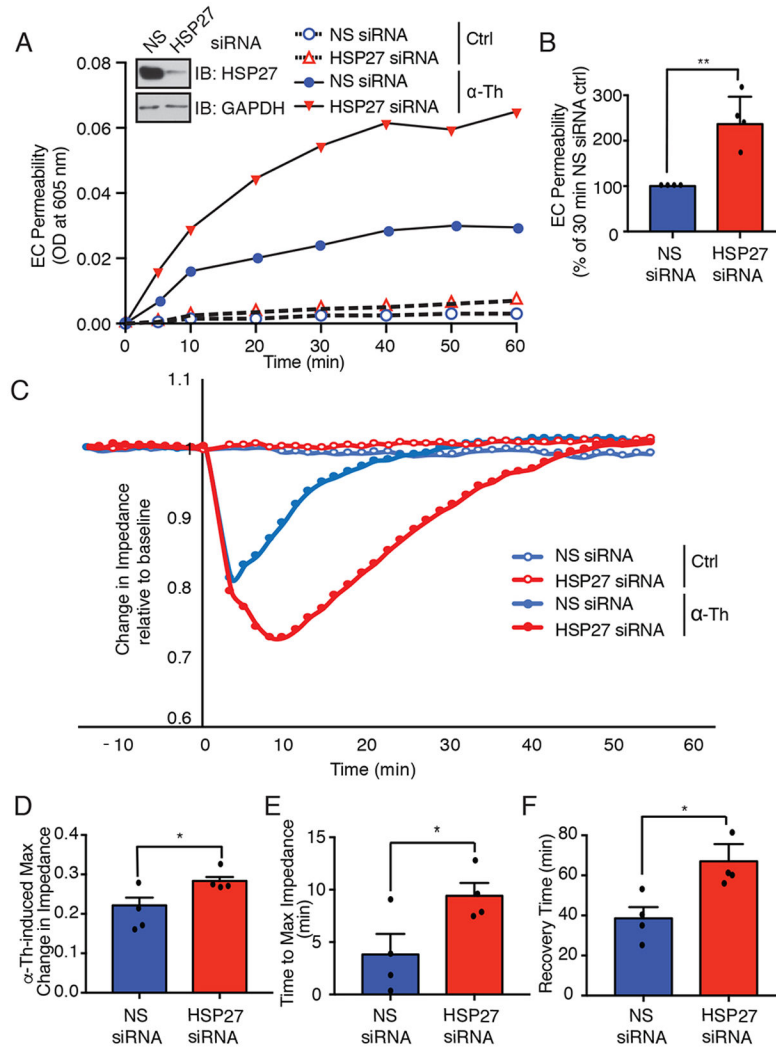 A
NS
HSP27
siRNA
IB: HSP27
IB: GAPDH
NS siRNA
HSP27 siRNA
Ctrl
NS siRNA
HSP27 siRNA
α-Th
EC Permeability
(OD at 605 nm)
0.08
0.06
0.04
0.02
0.00
0 10 20 30 40 50 60
Time (min)
B
**
EC Permeability
(% of 30 min NS siRNA ctrl)
300
200
100
0
NS
siRNA
HSP27
siRNA
C
Change in Impedance
relative to baseline
1.1
1
0.9
0.8
0.7
0.6
-10 0 10 20 30 40 50 60
Time (min)
NS siRNA
HSP27 siRNA
Ctrl
NS siRNA
HSP27 siRNA
α-Th
D
*
α-Th-induced Max
Change in Impedance
0.4
0.3
0.2
0.1
0.0
NS
siRNA
HSP27
siRNA
E
*
Time to Max Impedance
(min)
15
10
5
0
NS
siRNA
HSP27
siRNA
F
*
Recovery Time (min)
80
60
40
20
0
NS
siRNA
HSP27
siRNA